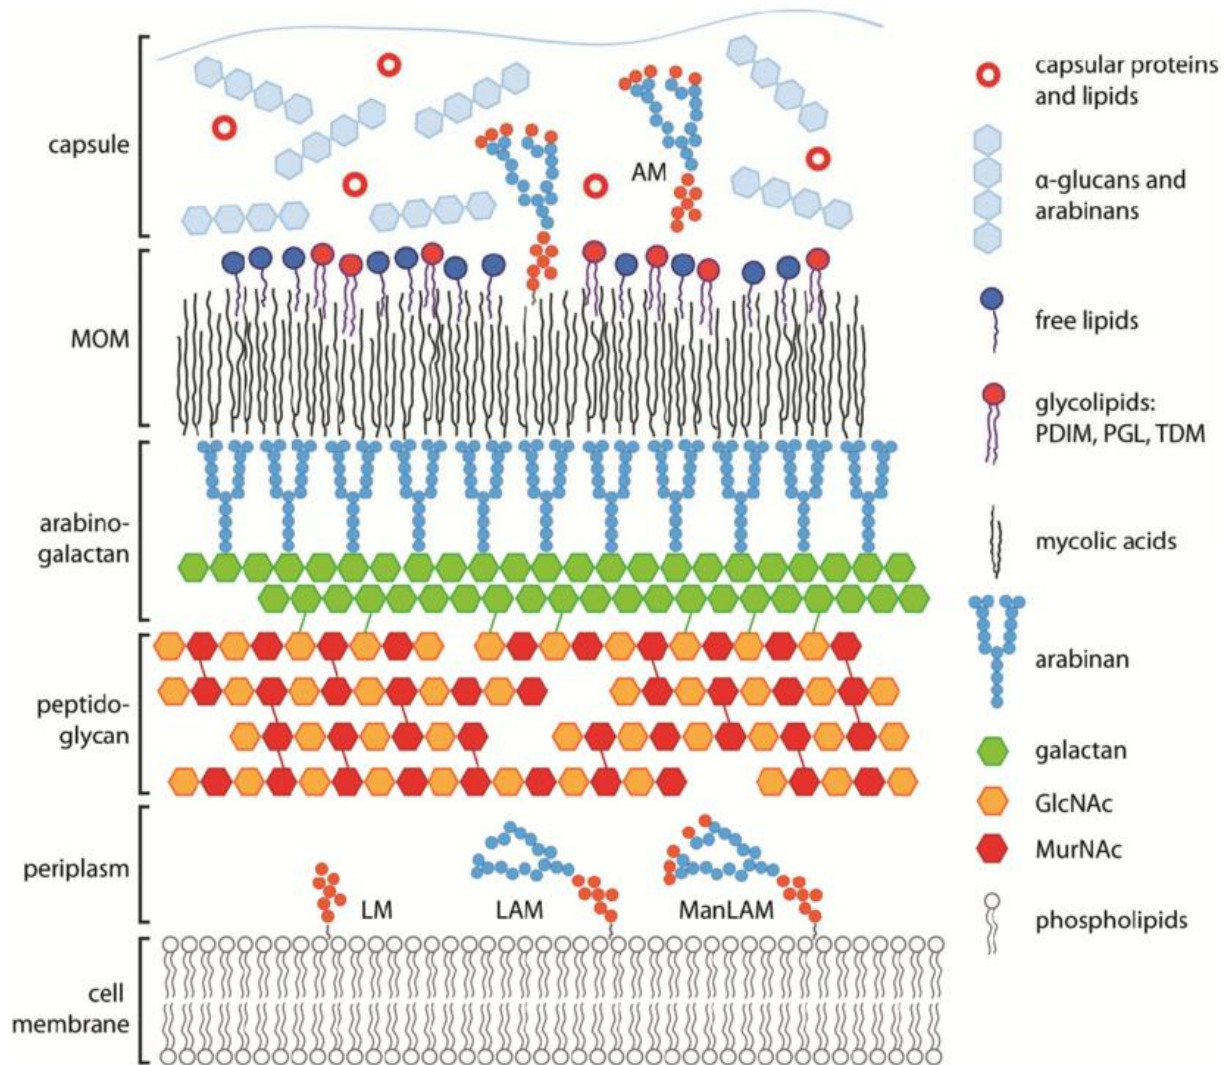 capsule
AM
MOM
arabino-
galactan
peptido-
glycan
periplasm
LM
LAM
ManLAM
cell
membrane
capsular proteins
and lipids
α-glucans and
arabinans
free lipids
glycolipids:
PDIM, PGL, TDM
mycolic acids
arabinan
galactan
GlcNAc
MurNAc
phospholipids